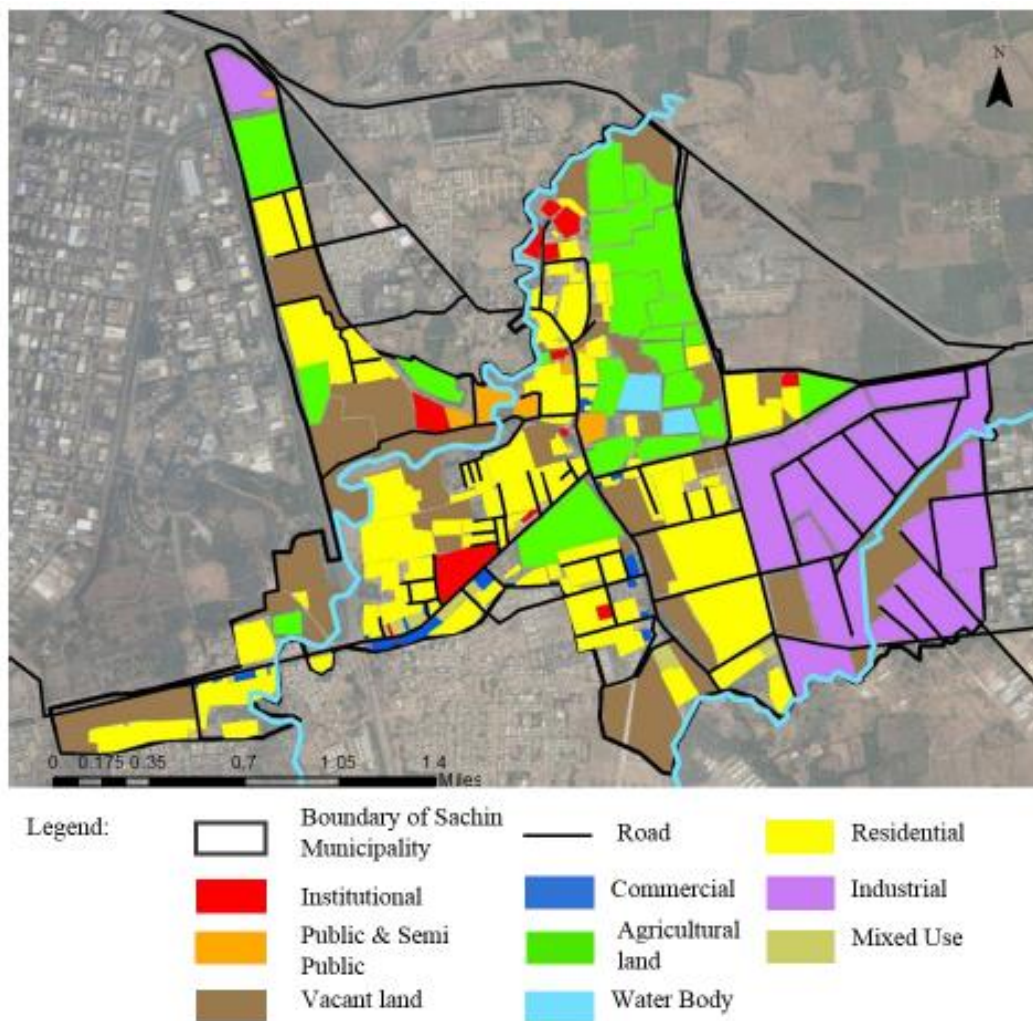 N
0 0.175 0.35 0.7 1.05 1.4
Miles
Legend:
Boundary of Sachin
Municipality
Road
Residential
Institutional
Commercial
Industrial
Public & Semi
Public
Agricultural
land
Mixed Use
Vacant land
Water Body